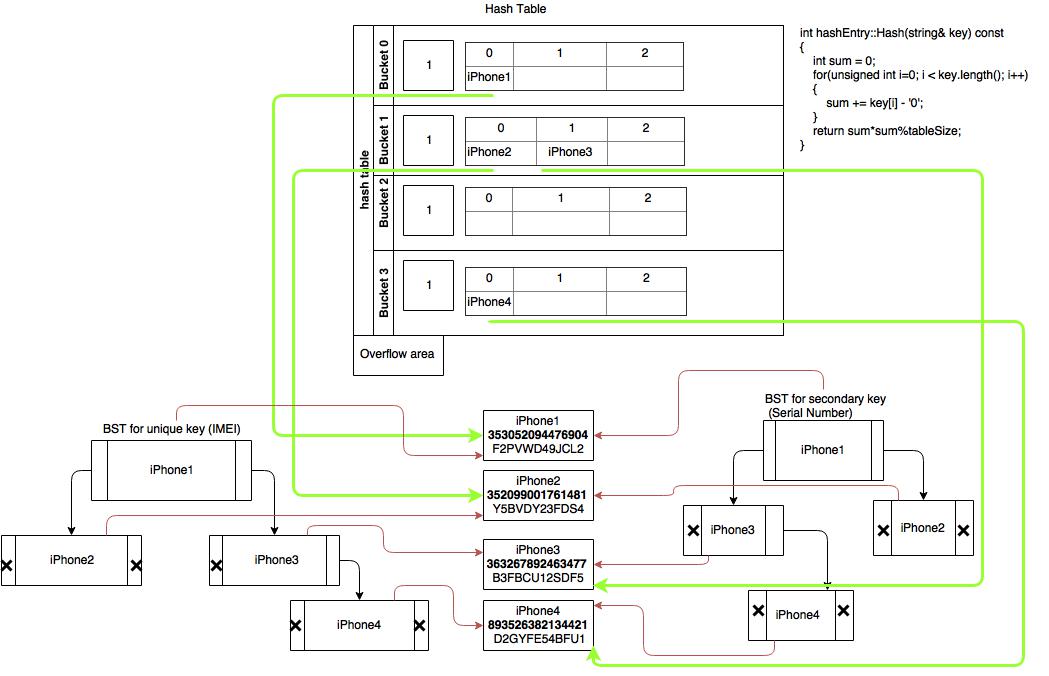 Hash Table
int hashEntry::Hash(string& key) const
{
int sum = 0;
for(unsigned int i=0; i < key.length(); i++)
{
sum += key[i] - '0';
}
return sum*sum%tableSize;
}
hash table
Bucket 0
1
0 1 2
iPhone1
Bucket 1
1
0 1 2
iPhone2 iPhone3
Bucket 2
1
0 1 2
Bucket 3
1
0 1 2
iPhone4
Overflow area
BST for unique key (IMEI)
iPhone1
iPhone2
iPhone3
iPhone4
iPhone1
353052094476904
F2PVWD49JCL2
iPhone2
352099001761481
Y5BVDY23FDS4
iPhone3
363267892463477
B3FBCU12SDF5
iPhone4
893526382134421
D2GYFE54BFU1
BST for secondary key
(Serial Number)
iPhone1
iPhone3
iPhone2
iPhone4